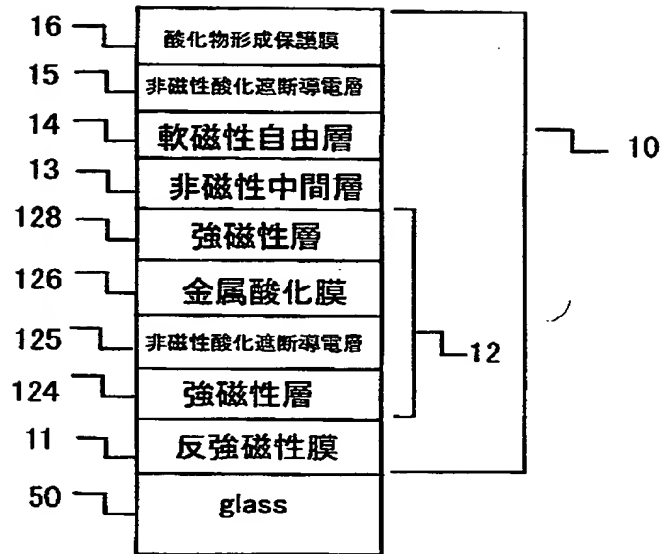 16 酸化物形成保護膜
15 非磁性酸化遮断導電層
14 軟磁性自由層
10
13 非磁性中間層
128 強磁性層
126 金属酸化膜
125 非磁性酸化遮断導電層
12
124 強磁性層
11 反強磁性膜
50 glass